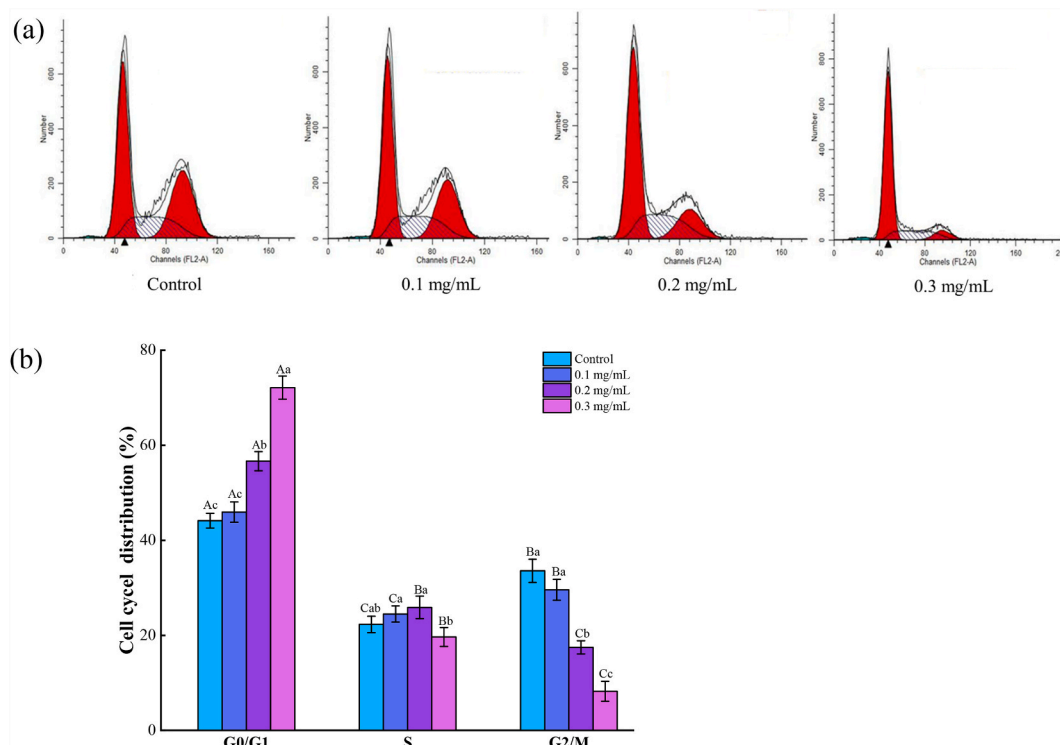 (a)
Number
600
400
200
0
0 40 80 120 160
Channels (FL2-A)
Control
Number
600
400
200
0
0 40 80 120 160
Channels (FL2-A)
0.1 mg/mL
Number
600
400
200
0
0 40 80 120 160
Channels (FL2-A)
0.2 mg/mL
Number
800
600
400
200
0
0 40 80 120 160
Channels (FL2-A)
0.3 mg/mL
(b)
Cell cycel distribution (%)
80
60
40
20
0
Control
0.1 mg/mL
0.2 mg/mL
0.3 mg/mL
Ac Ac Ab Aa
Cab Ca Ba Bb
Ba Ba Cb Cc
G0/G1 S G2/M